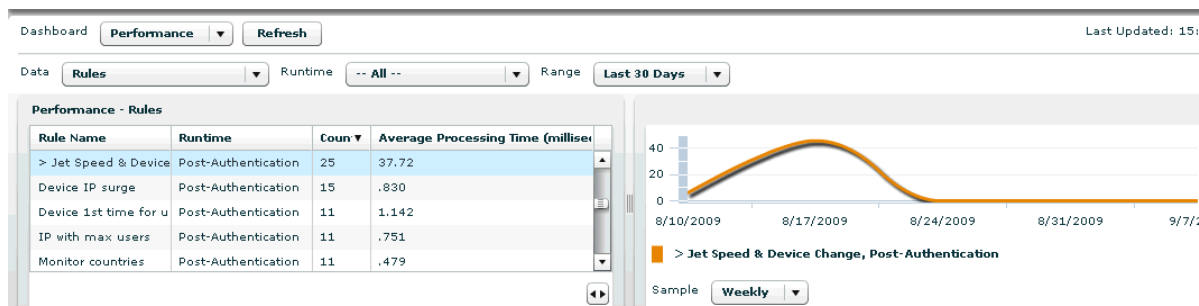 Dashboard Performance Refresh Last Updated: 15:
Data Rules Runtime -- All -- Range Last 30 Days
Performance - Rules
Rule Name Runtime Coun Average Processing Time (millisec
> Jet Speed & Device Post-Authentication 25 37.72
Device IP surge Post-Authentication 15 .830
Device 1st time for u Post-Authentication 11 1.142
IP with max users Post-Authentication 11 .751
Monitor countries Post-Authentication 11 .479
40
20
0
8/10/2009 8/17/2009 8/24/2009 8/31/2009 9/7/2
> Jet Speed & Device Change, Post-Authentication
Sample Weekly